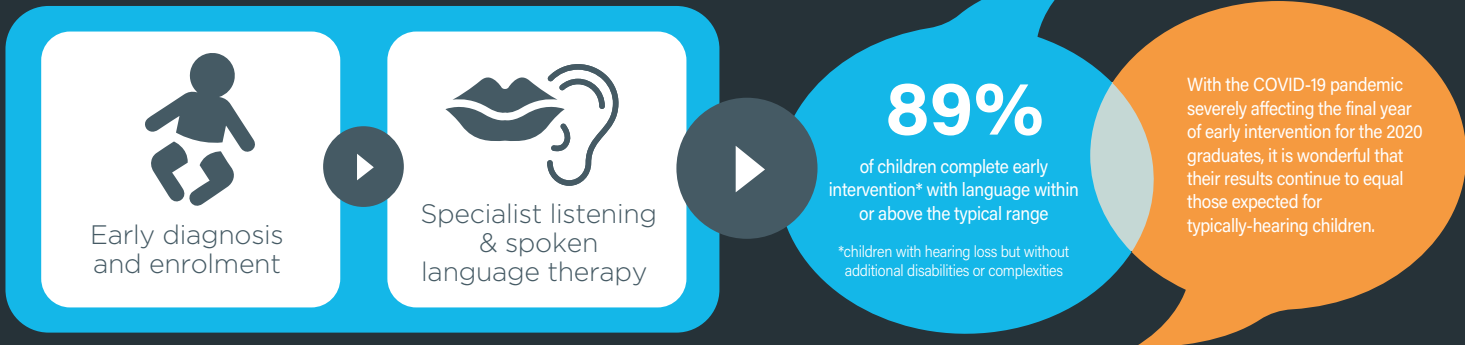 Early diagnosis
and enrolment
Specialist listening
& spoken
language therapy
89%
of children complete early
intervention* with language within
or above the typical range
*children with hearing loss but without
additional disabilities or complexities
With the COVID-19 pandemic
severely affecting the final year
of early intervention for the 2020
graduates, it is wonderful that
their results continue to equal
those expected for
typically-hearing children.